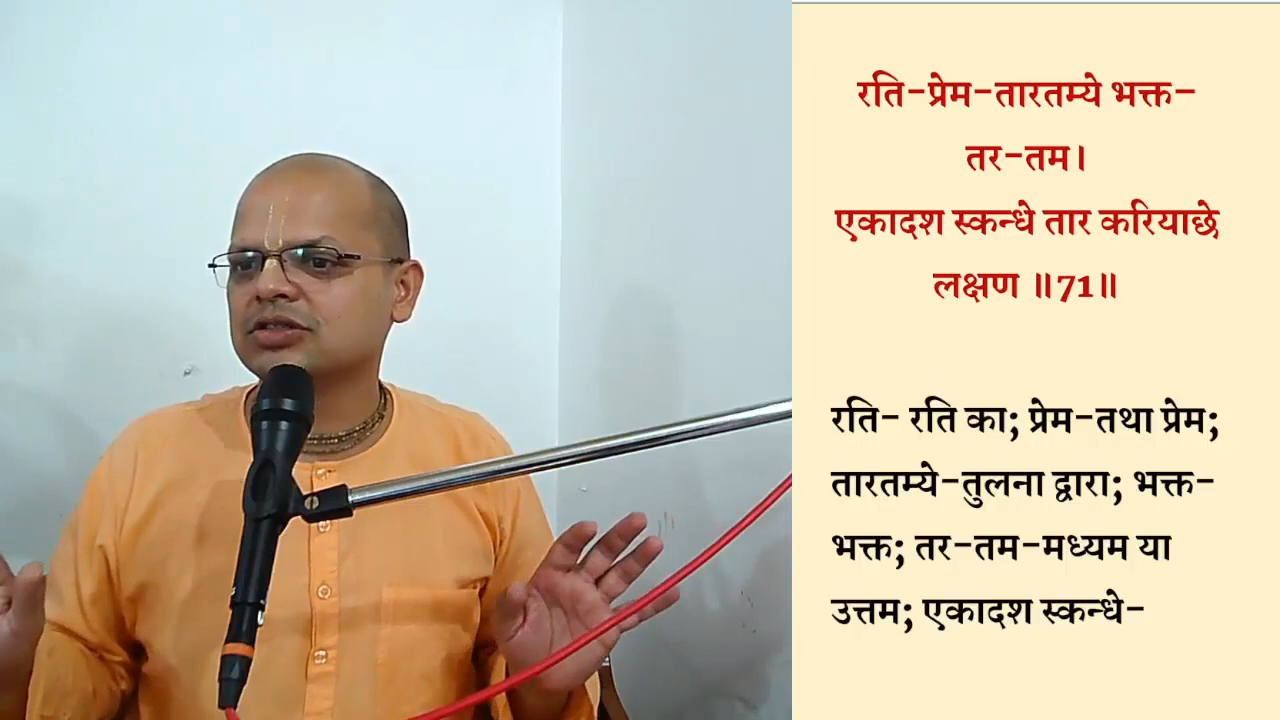 रति-प्रेम-तारतम्ये भक्त-
तर-तम।
एकादश स्कन्धे तार करियाछे
लक्षण ॥71॥
रति- रति का; प्रेम-तथा प्रेम;
तारतम्ये-तुलना द्वारा; भक्त-
भक्त; तर-तम-मध्यम या
उत्तम; एकादश स्कन्धे-